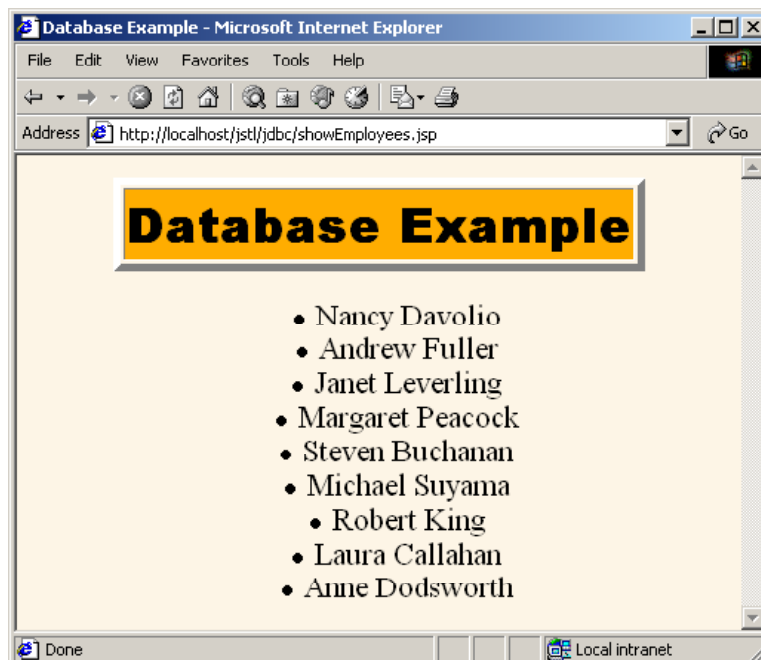 Database Example - Microsoft Internet Explorer
File Edit View Favorites Tools Help
Address http://localhost/jstl/jdbc/showEmployees.jsp Go
Database Example
• Nancy Davolio
• Andrew Fuller
• Janet Leverling
• Margaret Peacock
• Steven Buchanan
• Michael Suyama
• Robert King
• Laura Callahan
• Anne Dodsworth
Done Local intranet